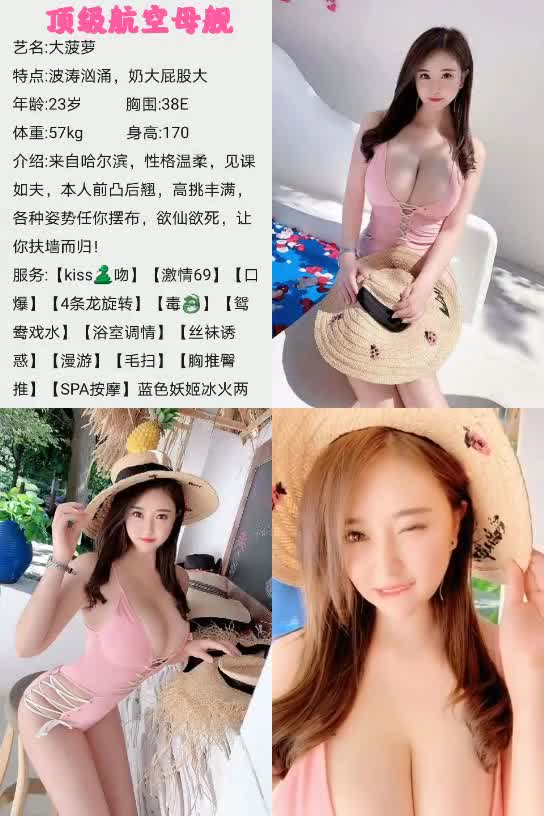 顶级航空母舰
艺名:大菠萝
特点:波涛汹涌，奶大屁股大
年龄:23岁 胸围:38E
体重:57kg 身高:170
介绍:来自哈尔滨，性格温柔，见课
如夫，本人前凸后翘，高挑丰满，
各种姿势任你摆布，欲仙欲死，让
你扶墙而归！
服务:【kiss🐍吻】【激情69】【口
爆】【4条龙旋转】【毒🐲】【鸳
鸯戏水】【浴室调情】【丝袜诱
惑】【漫游】【毛扫】【胸推臀
推】【SPA按摩】蓝色妖姬冰火两